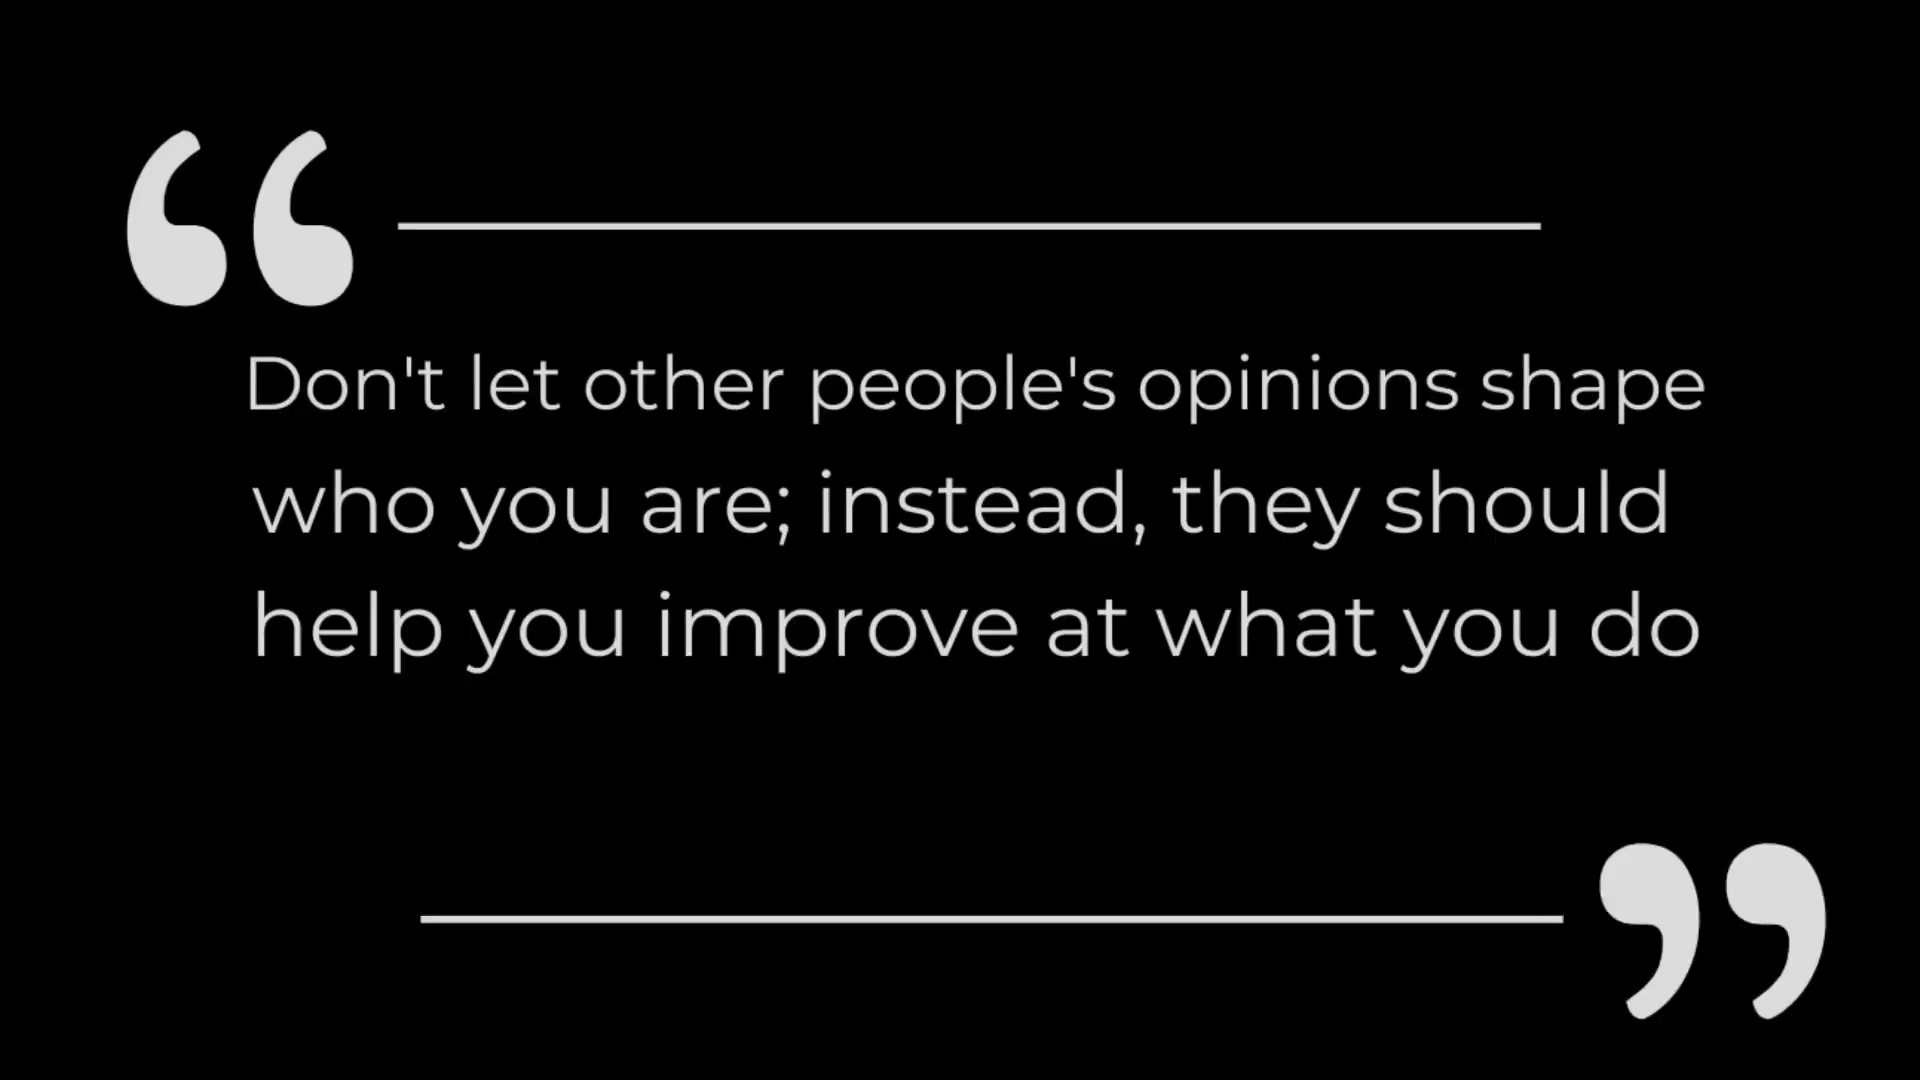 “
Don't let other people's opinions shape
who you are; instead, they should
help you improve at what you do
”